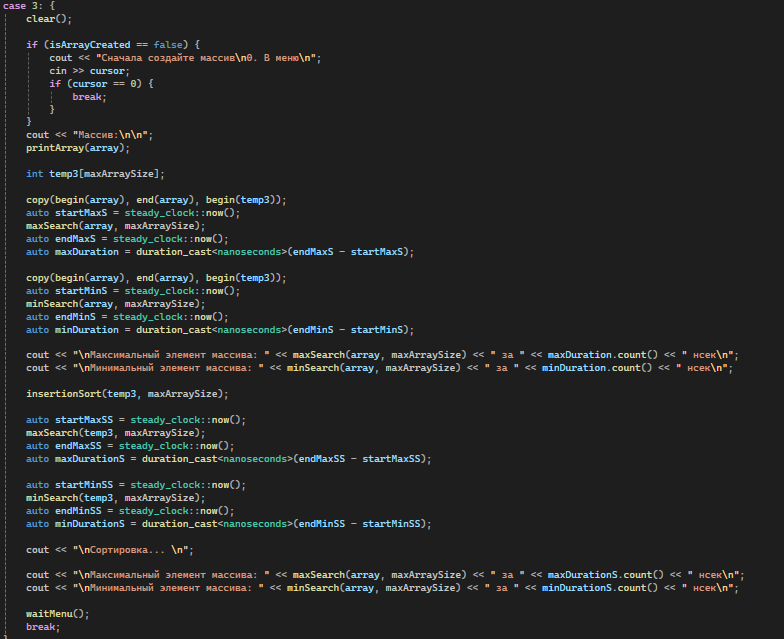 case 3: {
clear();
if (isArrayCreated == false) {
cout << "Сначала создайте массив\n0. В меню\n";
cin >> cursor;
if (cursor == 0) {
break;
}
}
cout << "Массив:\n\n";
printArray(array);
int temp3[maxArraySize];
copy(begin(array), end(array), begin(temp3));
auto startMaxS = steady_clock::now();
maxSearch(array, maxArraySize);
auto endMaxS = steady_clock::now();
auto maxDuration = duration_cast<nanoseconds>(endMaxS - startMaxS);
copy(begin(array), end(array), begin(temp3));
auto startMinS = steady_clock::now();
minSearch(array, maxArraySize);
auto endMinS = steady_clock::now();
auto minDuration = duration_cast<nanoseconds>(endMinS - startMinS);
cout << "\nМаксимальный элемент массива: " << maxSearch(array, maxArraySize) << " за " << maxDuration.count() << " нсек\n";
cout << "\nМинимальный элемент массива: " << minSearch(array, maxArraySize) << " за " << minDuration.count() << " нсек\n";
insertionSort(temp3, maxArraySize);
auto startMaxSS = steady_clock::now();
maxSearch(temp3, maxArraySize);
auto endMaxSS = steady_clock::now();
auto maxDurationS = duration_cast<nanoseconds>(endMaxSS - startMaxSS);
auto startMinSS = steady_clock::now();
minSearch(temp3, maxArraySize);
auto endMinSS = steady_clock::now();
auto minDurationS = duration_cast<nanoseconds>(endMinSS - startMinSS);
cout << "\nСортировка... \n";
cout << "\nМаксимальный элемент массива: " << maxSearch(array, maxArraySize) << " за " << maxDurationS.count() << " нсек\n";
cout << "\nМинимальный элемент массива: " << minSearch(array, maxArraySize) << " за " << minDurationS.count() << " нсек\n";
waitMenu();
break;
}